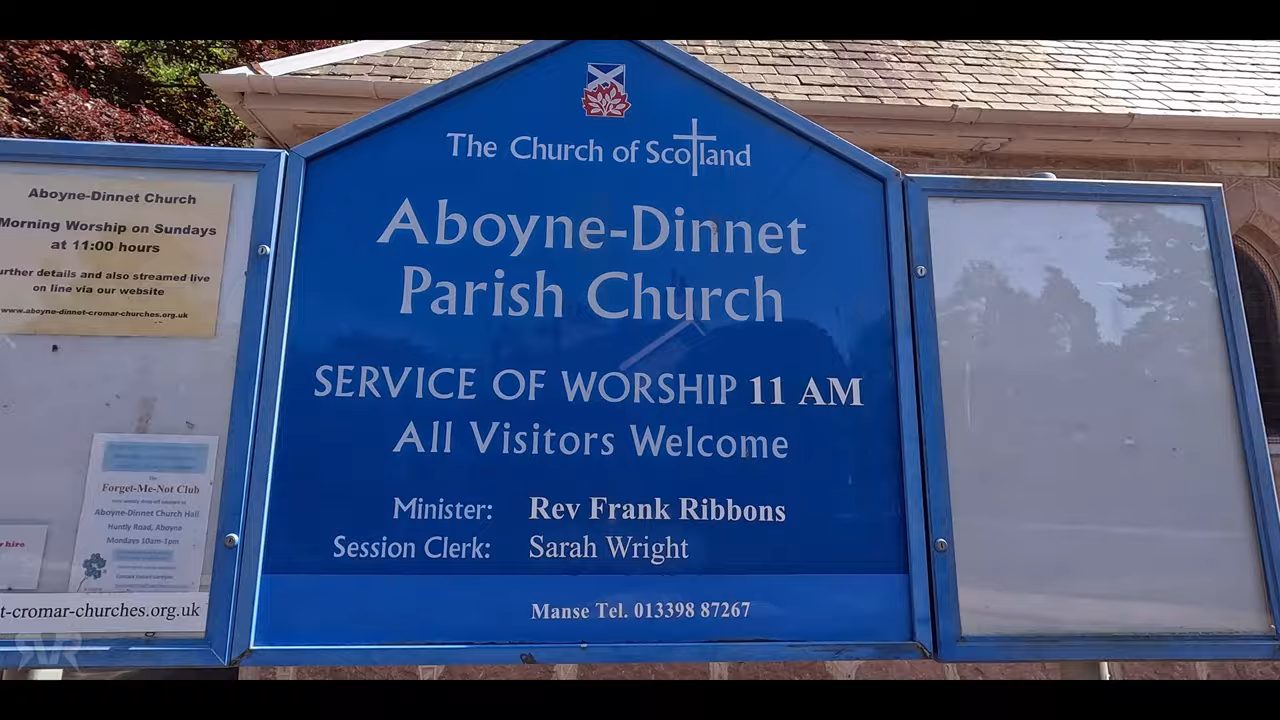 Aboyne-Dinnet Church
Morning Worship on Sundays
at 11:00 hours
urther details and also streamed live
on line via our website
www.aboyne-dinnet-cromar-churches.org.uk
The
Forget-Me-Not Club
Aboyne-Dinnet Church Hall
Huntly Road, Aboyne
Mondays 10am-1pm
r hire
t-cromar-churches.org.uk
The Church of Scotland
Aboyne-Dinnet
Parish Church
SERVICE OF WORSHIP 11 AM
All Visitors Welcome
Minister: Rev Frank Ribbons
Session Clerk: Sarah Wright
Manse Tel. 013398 87267